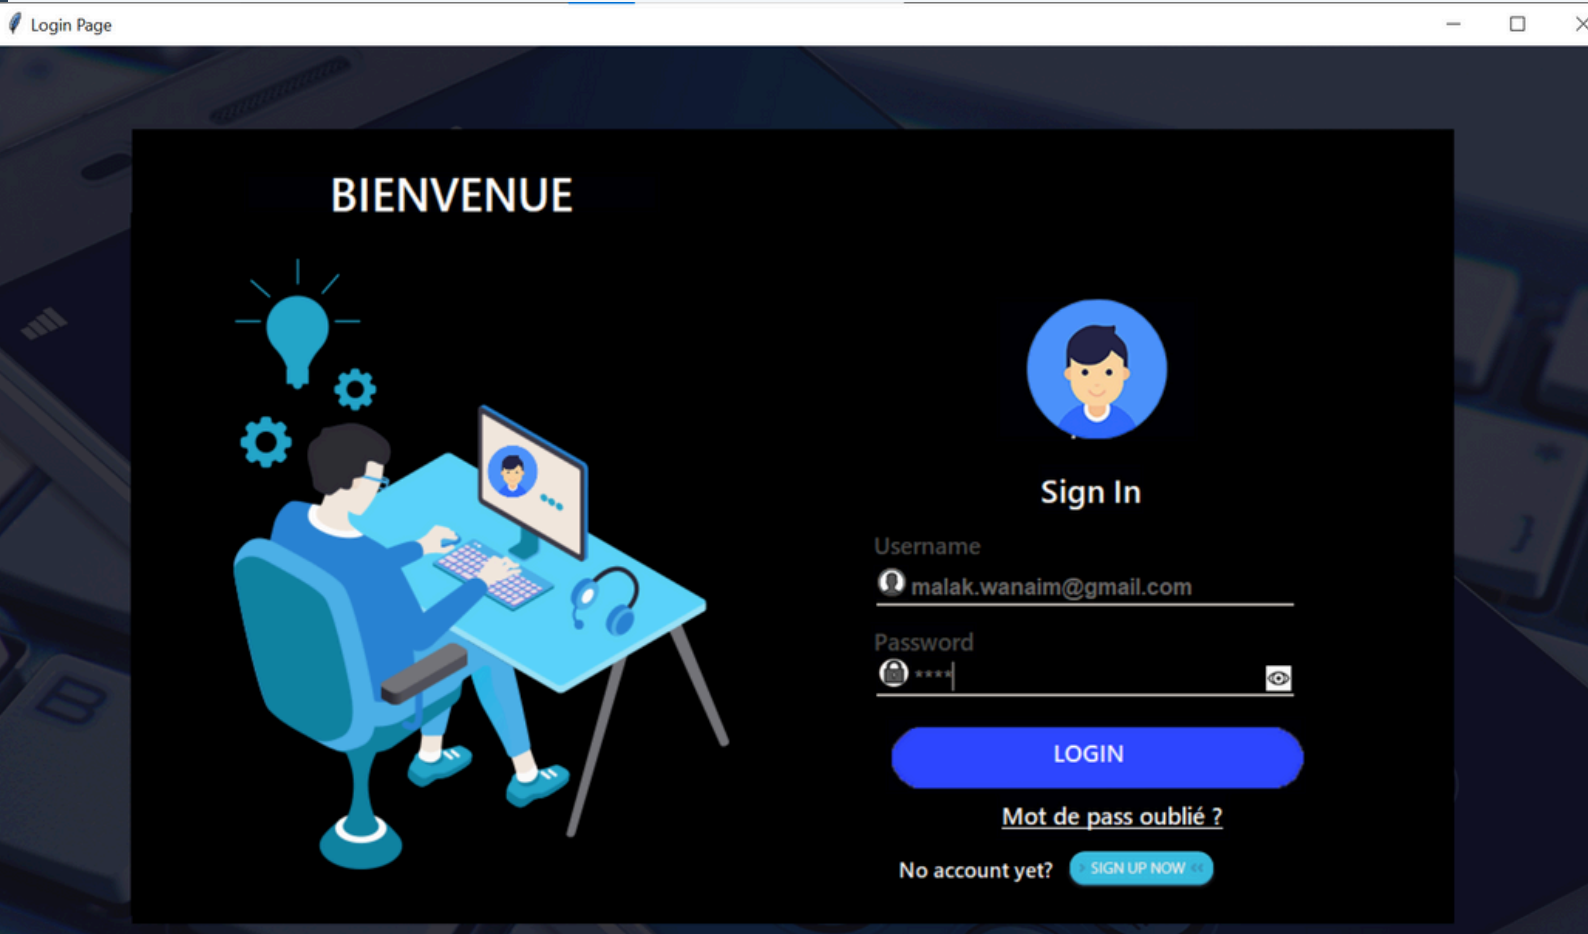 Login Page
BIENVENUE
Sign In
Username
malak.wanaim@gmail.com
Password
****
LOGIN
Mot de pass oublié ?
No account yet? › SIGN UP NOW ‹‹
B